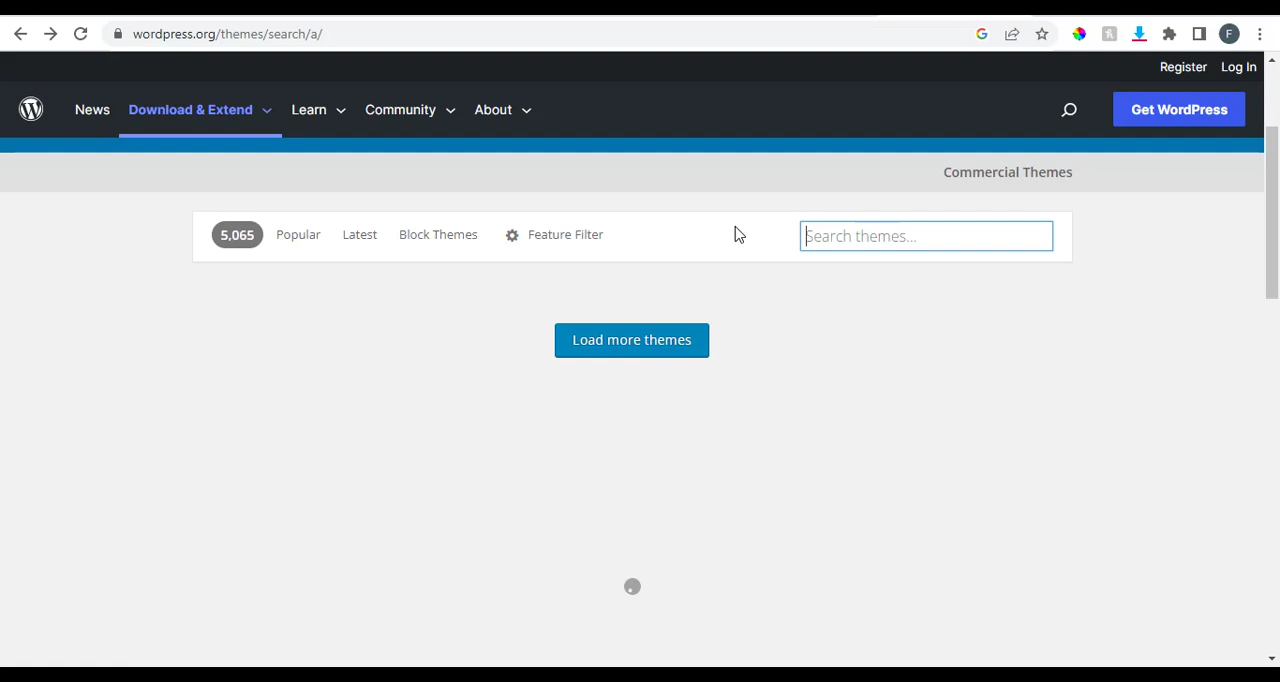 wordpress.org/themes/search/a/
F
Register Log In
News Download & Extend Learn Community About Get WordPress
Commercial Themes
5,065 Popular Latest Block Themes Feature Filter Search themes...
Load more themes